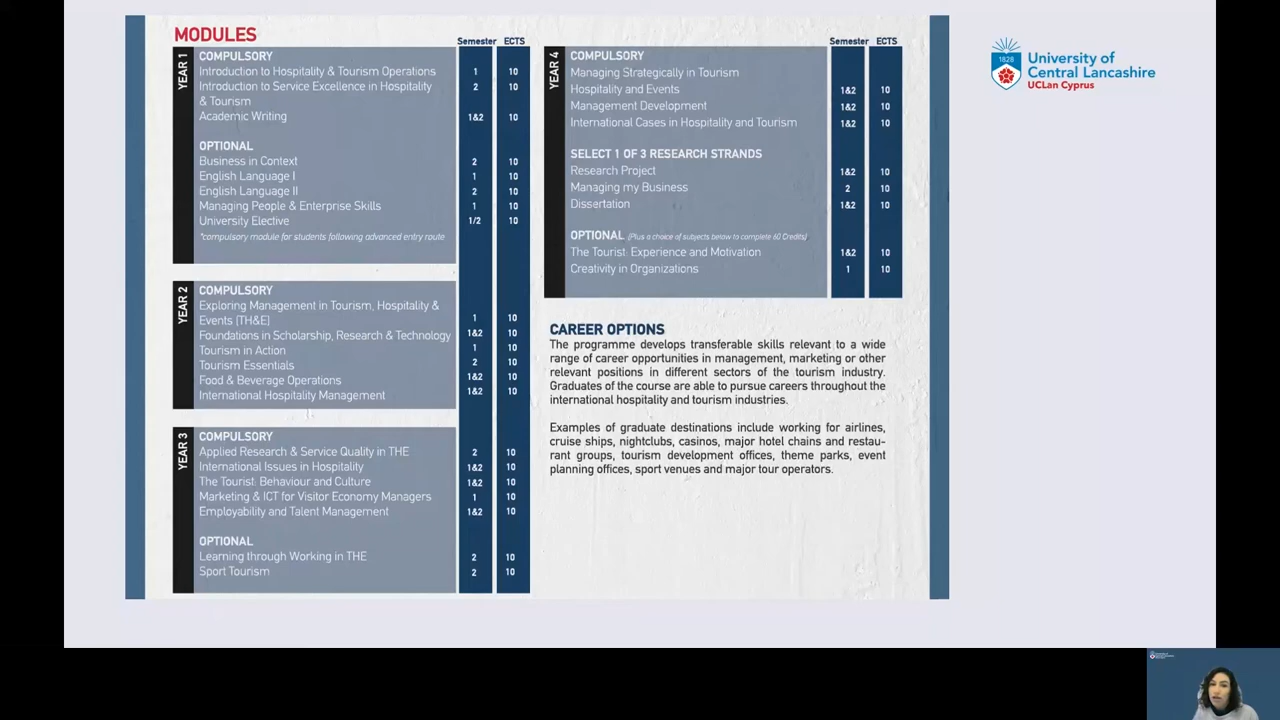 MODULES
Semester ECTS
YEAR 1
COMPULSORY
Introduction to Hospitality & Tourism Operations 1 10
Introduction to Service Excellence in Hospitality 2 10
& Tourism
Academic Writing 1&2 10
OPTIONAL
Business in Context 2 10
English Language I 1 10
English Language II 2 10
Managing People & Enterprise Skills 1 10
University Elective 1/2 10
*compulsory module for students following advanced entry route
YEAR 2
COMPULSORY
Exploring Management in Tourism, Hospitality &
Events (TH&E) 1 10
Foundations in Scholarship, Research & Technology 1&2 10
Tourism in Action 1 10
Tourism Essentials 2 10
Food & Beverage Operations 1&2 10
International Hospitality Management 1&2 10
YEAR 3
COMPULSORY
Applied Research & Service Quality in THE 2 10
International Issues in Hospitality 1&2 10
The Tourist: Behaviour and Culture 1&2 10
Marketing & ICT for Visitor Economy Managers 1 10
Employability and Talent Management 1&2 10
OPTIONAL
Learning through Working in THE 2 10
Sport Tourism 2 10
Semester ECTS
YEAR 4
COMPULSORY
Managing Strategically in Tourism
Hospitality and Events 1&2 10
Management Development 1&2 10
International Cases in Hospitality and Tourism 1&2 10
SELECT 1 OF 3 RESEARCH STRANDS
Research Project 1&2 10
Managing my Business 2 10
Dissertation 1&2 10
OPTIONAL (Plus a choice of subjects below to complete 60 Credits)
The Tourist: Experience and Motivation 1&2 10
Creativity in Organizations 1 10
CAREER OPTIONS
The programme develops transferable skills relevant to a wide
range of career opportunities in management, marketing or other
relevant positions in different sectors of the tourism industry.
Graduates of the course are able to pursue careers throughout the
international hospitality and tourism industries.
Examples of graduate destinations include working for airlines,
cruise ships, nightclubs, casinos, major hotel chains and restau-
rant groups, tourism development offices, theme parks, event
planning offices, sport venues and major tour operators.
1828
University of
Central Lancashire
UCLan Cyprus